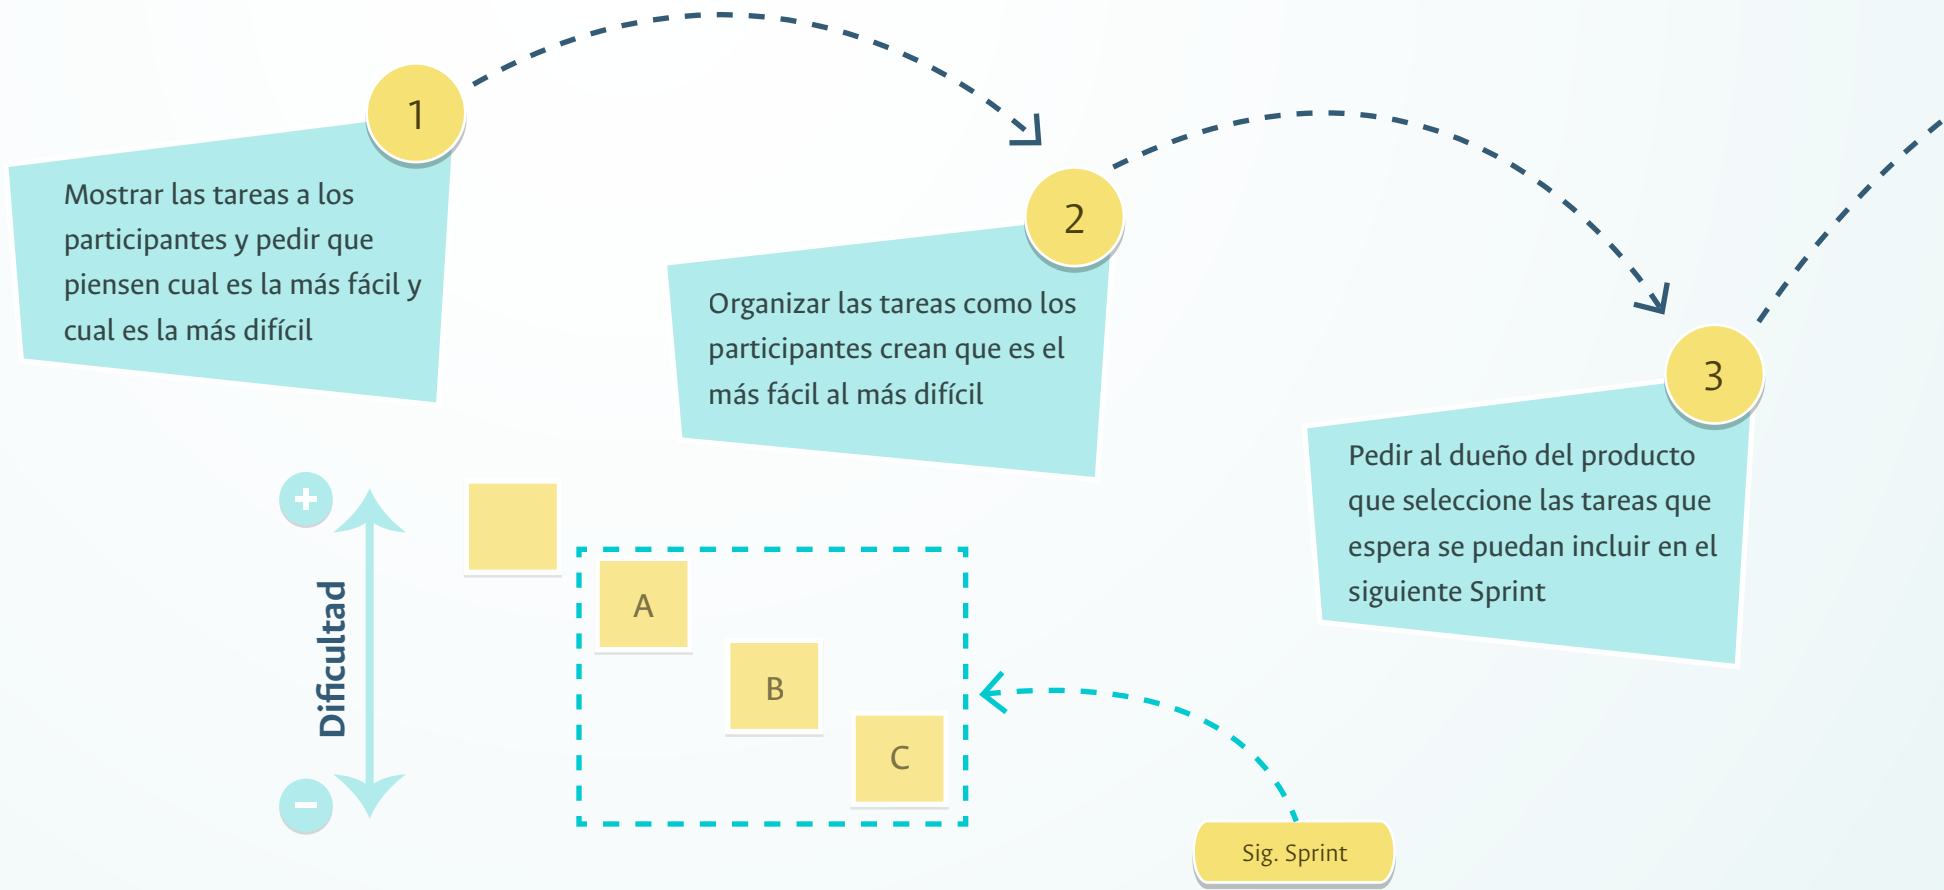 1
Mostrar las tareas a los
participantes y pedir que
piensen cual es la más fácil y
cual es la más difícil
2
Organizar las tareas como los
participantes crean que es el
más fácil al más difícil
3
Pedir al dueño del producto
que seleccione las tareas que
espera se puedan incluir en el
siguiente Sprint
+
Dificultad
−
A
B
C
Sig. Sprint